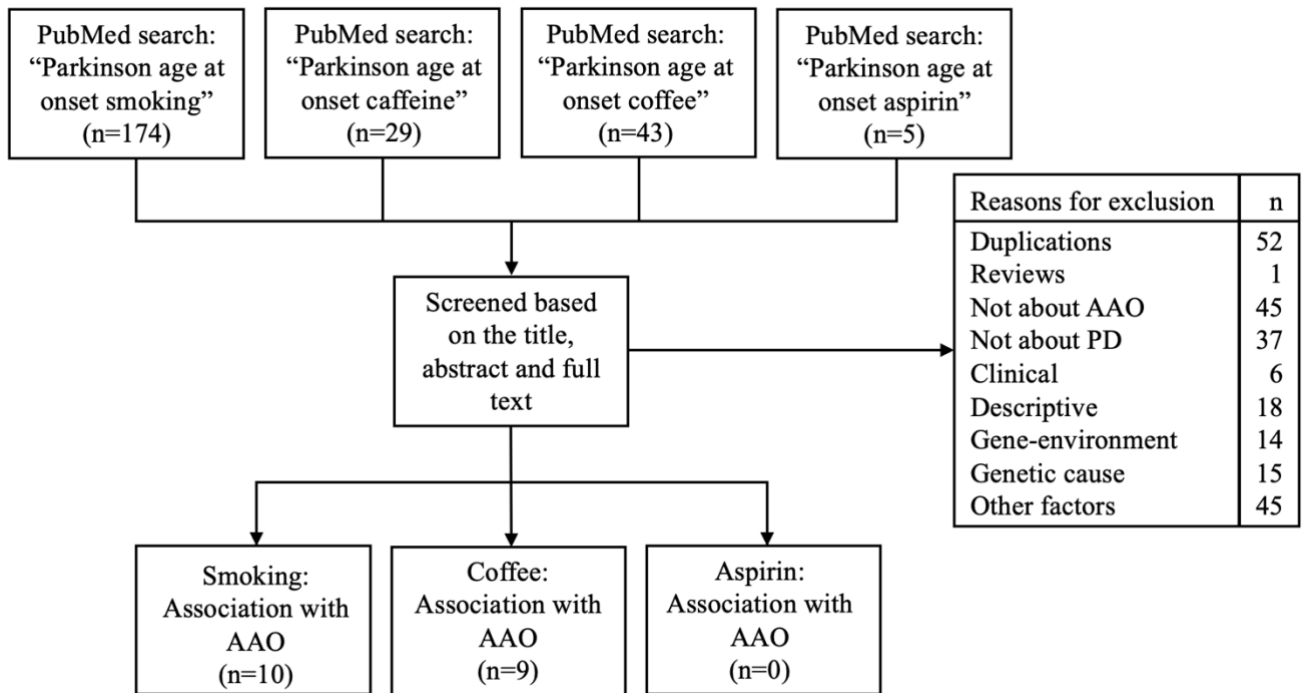 PubMed search:
“Parkinson age at
onset smoking”
(n=174)
PubMed search:
“Parkinson age at
onset caffeine”
(n=29)
PubMed search:
“Parkinson age at
onset coffee”
(n=43)
PubMed search:
“Parkinson age at
onset aspirin”
(n=5)
Screened based
on the title,
abstract and full
text
Reasons for exclusion n
Duplications 52
Reviews 1
Not about AAO 45
Not about PD 37
Clinical 6
Descriptive 18
Gene-environment 14
Genetic cause 15
Other factors 45
Smoking:
Association with
AAO
(n=10)
Coffee:
Association with
AAO
(n=9)
Aspirin:
Association with
AAO
(n=0)